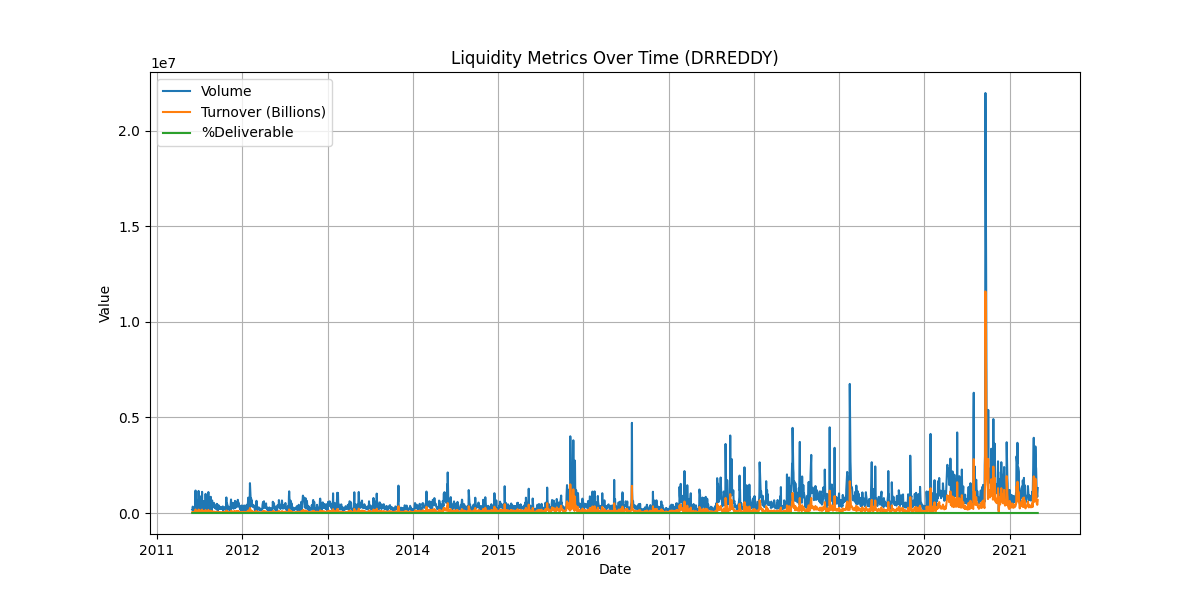 Liquidity Metrics Over Time (DRREDDY)
1e7
Volume
Turnover (Billions)
%Deliverable
2.0
1.5
1.0
0.5
0.0
Value
2011 2012 2013 2014 2015 2016 2017 2018 2019 2020 2021
Date